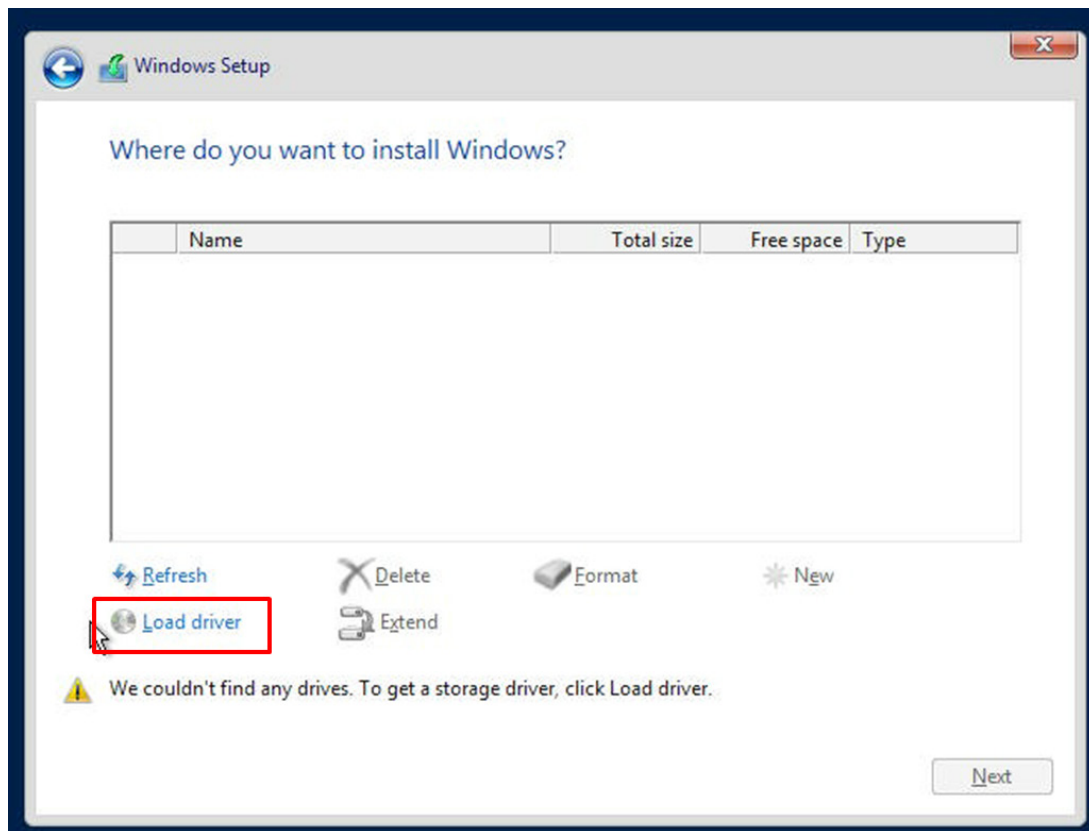 Windows Setup
Where do you want to install Windows?
Name Total size Free space Type
Refresh Delete Format New
Load driver Extend
We couldn't find any drives. To get a storage driver, click Load driver.
Next